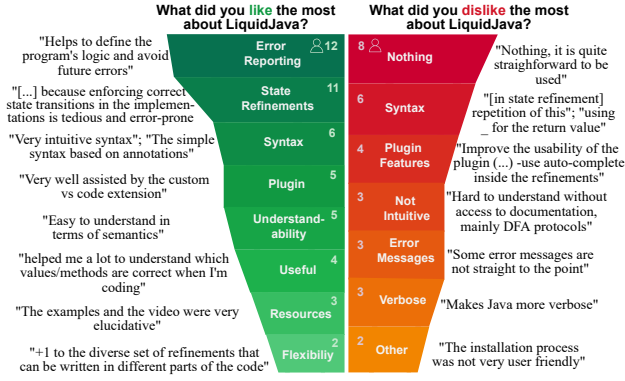 What did you like the most
about LiquidJava?
"Helps to define the
program's logic and avoid
future errors"
Error
Reporting
12
"[...] because enforcing correct
state transitions in the implemen-
tations is tedious and error-prone
State
Refinements
11
"Very intuitive syntax"; "The simple
syntax based on annotations"
Syntax
6
"Very well assisted by the custom
vs code extension"
Plugin
5
"Easy to understand in
terms of semantics"
Understand-
ability
5
"helped me a lot to understand which
values/methods are correct when I'm
coding"
Useful
4
"The examples and the video were very
elucidative"
Resources
3
"+1 to the diverse set of refinements that
can be written in different parts of the code"
Flexibiliy
2
What did you dislike the most
about LiquidJava?
8
Nothing
"Nothing, it is quite
straighforward to be
used"
6
Syntax
"[in state refinement]
repetition of this"; "using
_ for the return value"
4
Plugin
Features
"Improve the usability of the
plugin (...) -use auto-complete
inside the refinements"
3
Not
Intuitive
"Hard to understand without
access to documentation,
mainly DFA protocols"
3
Error
Messages
"Some error messages are
not straight to the point"
3
Verbose
"Makes Java more verbose"
2
Other
"The installation process
was not very user friendly"